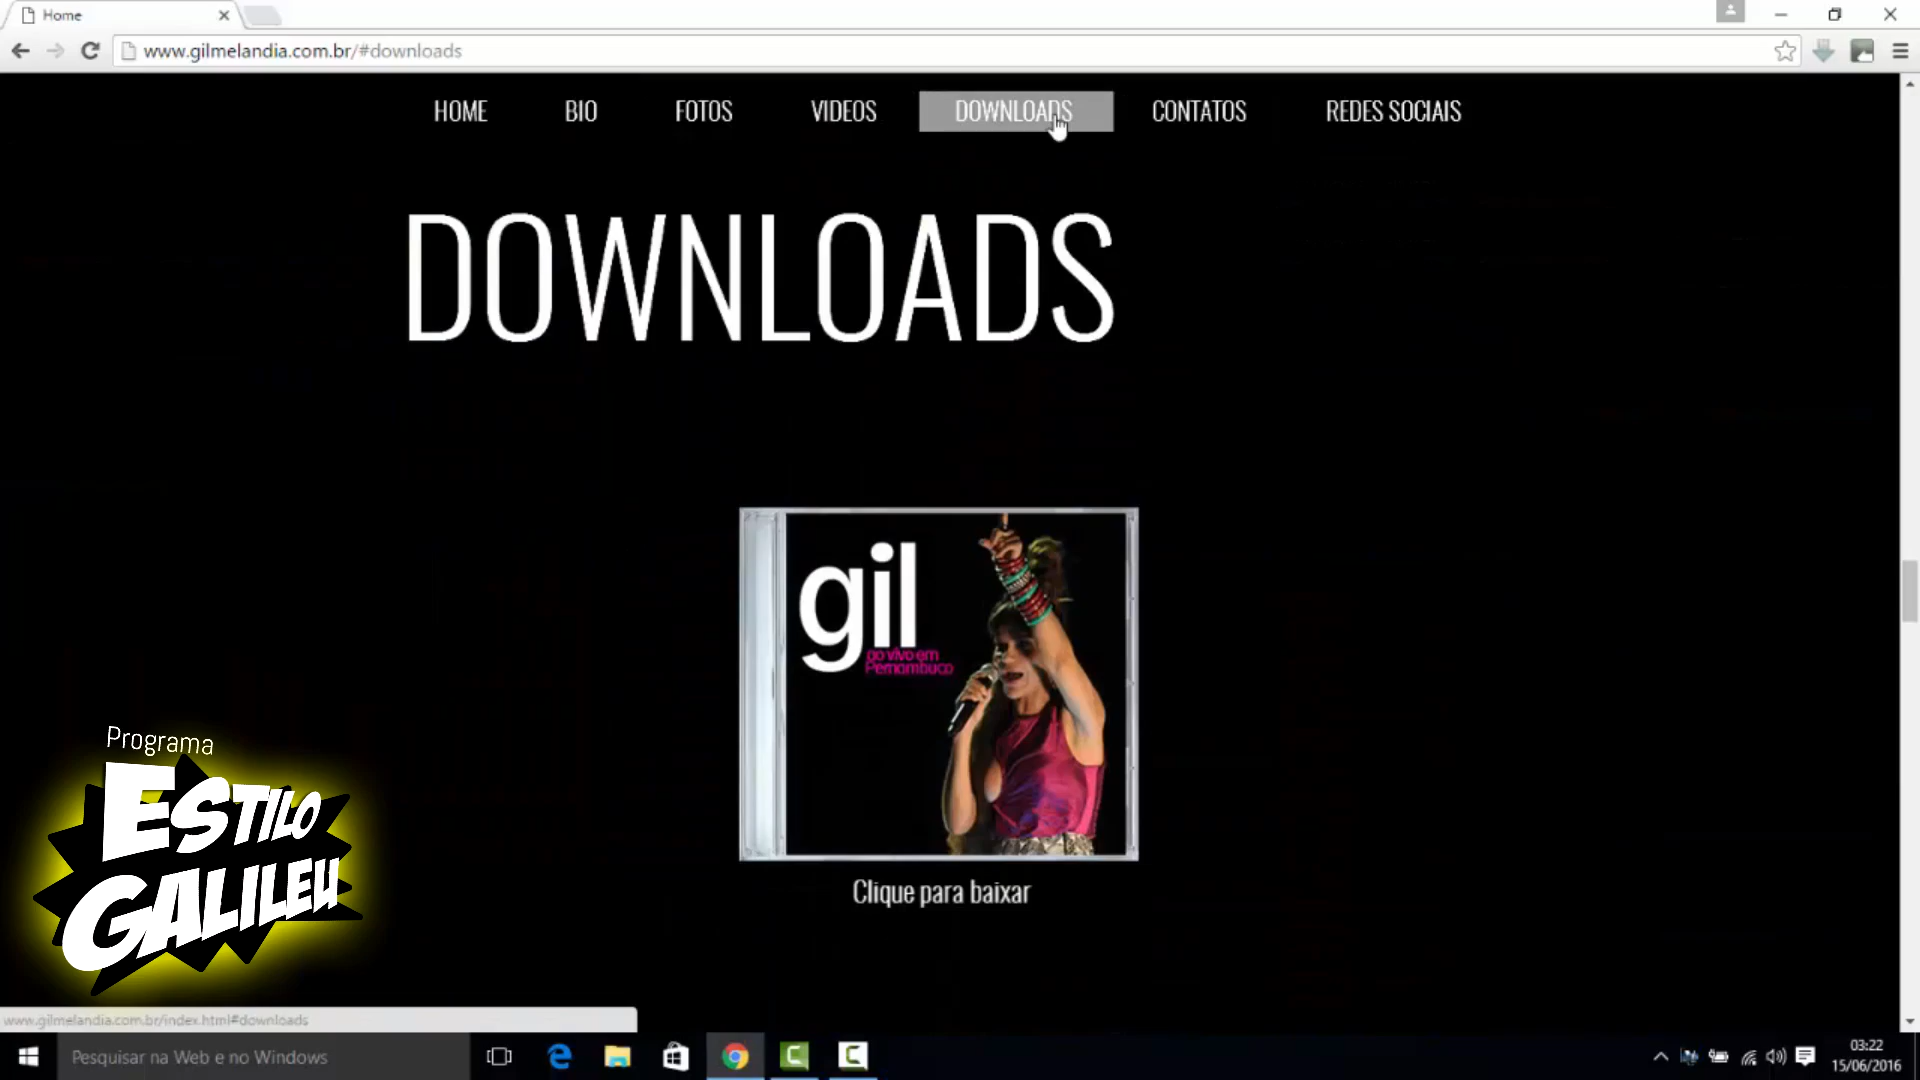 Home
www.gilmelandia.com.br/#downloads
HOME BIO FOTOS VIDEOS DOWNLOADS CONTATOS REDES SOCIAIS
DOWNLOADS
gil
ao vivo em
Pernambuco
Clique para baixar
Programa
ESTILO
GALILEU
www.gilmelandia.com.br/index.html#downloads
Pesquisar na Web e no Windows
03:22
15/06/2016